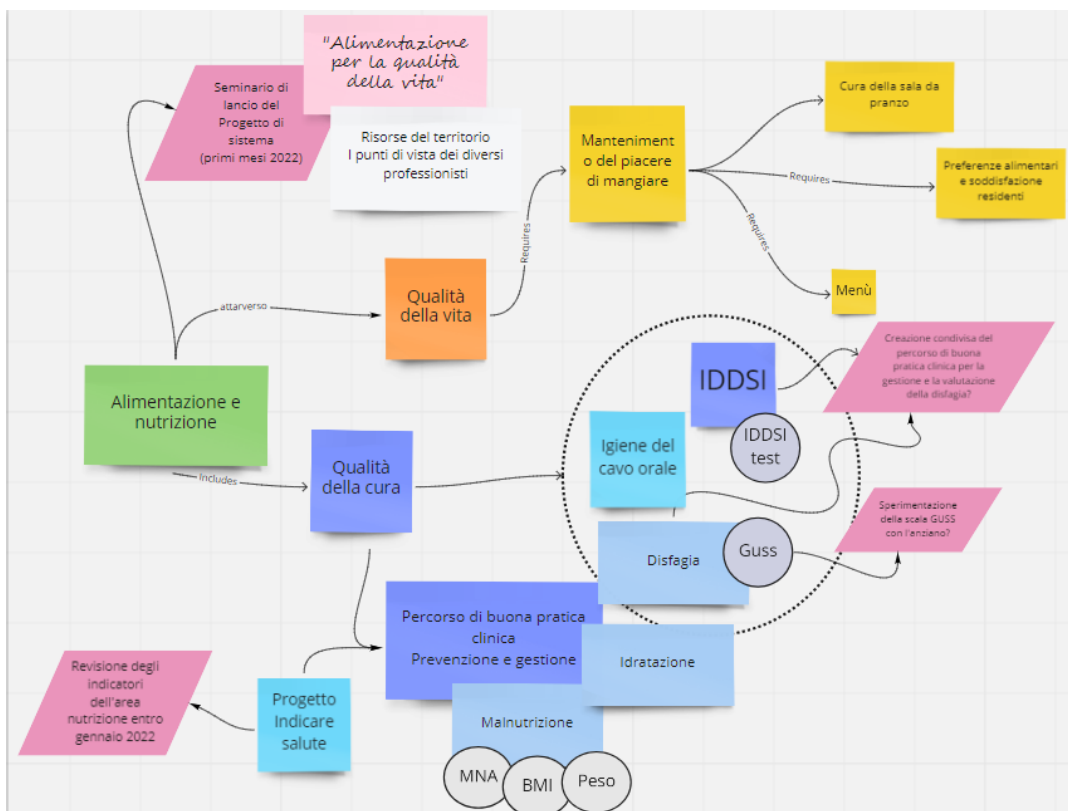 "Alimentazione
per la qualità
della vita"
Seminario di
lancio del
Progetto di
sistema
(primi mesi 2022)
Risorse del territorio
I punti di vista dei diversi
professionisti
Manteniment
o del piacere
di mangiare
Cura della sala da
pranzo
Requires
Preferenze alimentari
e soddisfazione
residenti
Requires
Requires
Menù
attarverso
Qualità
della vita
Alimentazione e
nutrizione
Includes
Qualità
della cura
IDDSI
IDDSI
test
Igiene del
cavo orale
Creazione condivisa del
percorso di buona
pratica clinica per la
gestione e la valutazione
della disfagia?
Sperimentazione
della scala GUSS
con l'anziano?
Disfagia
Guss
Percorso di buona pratica
clinica
Prevenzione e gestione
Idratazione
Revisione degli
indicatori
dell'area
nutrizione entro
gennaio 2022
Progetto
Indicare
salute
Malnutrizione
MNA
BMI
Peso